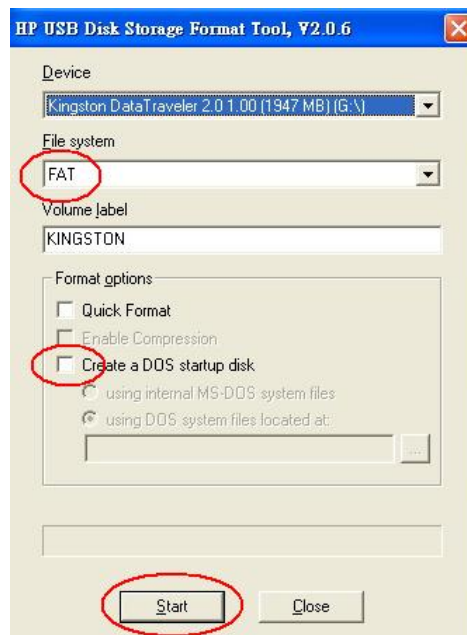 HP USB Disk Storage Format Tool, V2.0.6
Device
Kingston DataTraveler 2.0 1.00 (1947 MB) (G:\)
File system
FAT
Volume label
KINGSTON
Format options
Quick Format
Enable Compression
Create a DOS startup disk
using internal MS-DOS system files
using DOS system files located at:
...
Start
Close